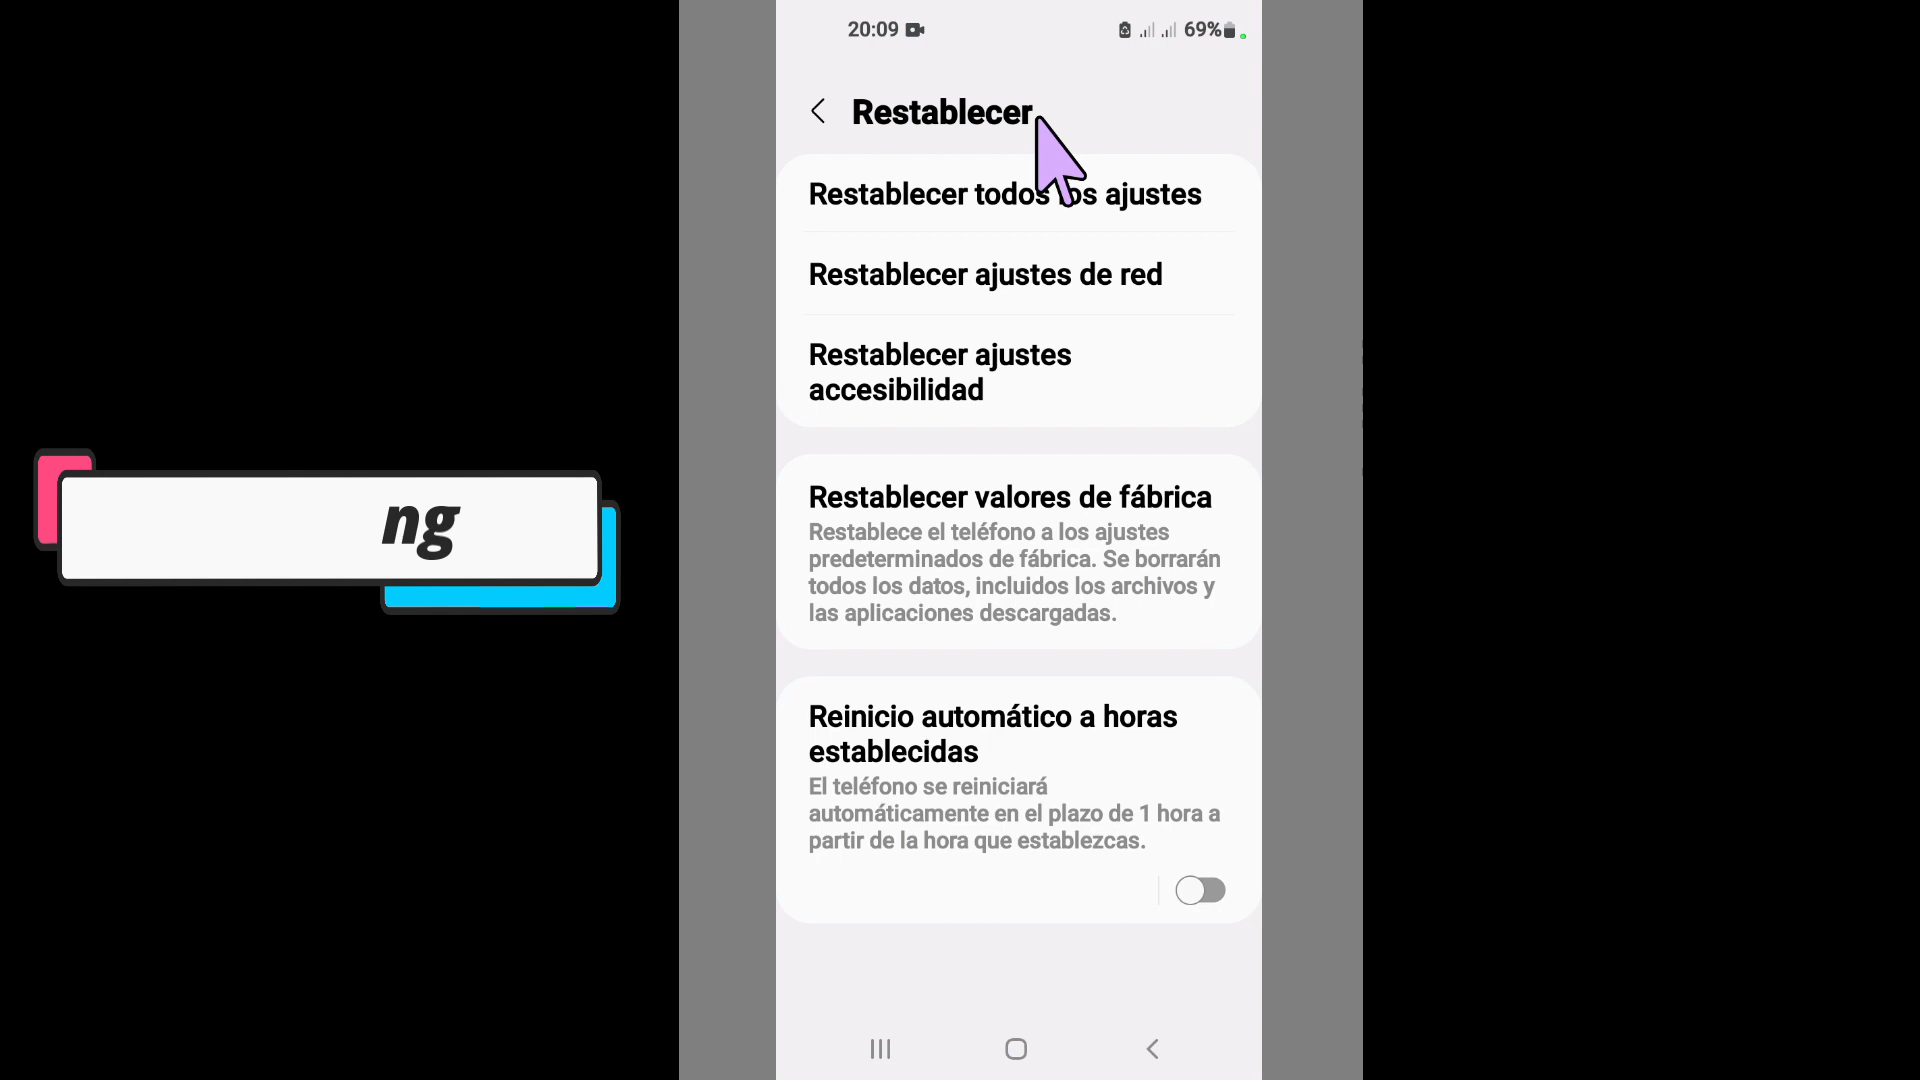 20:09
69%
Restablecer
Restablecer todos los ajustes
Restablecer ajustes de red
Restablecer ajustes
accesibilidad
ng
Restablecer valores de fábrica
Restablece el teléfono a los ajustes
predeterminados de fábrica. Se borrarán
todos los datos, incluidos los archivos y
las aplicaciones descargadas.
Reinicio automático a horas
establecidas
El teléfono se reiniciará
automáticamente en el plazo de 1 hora a
partir de la hora que establezcas.